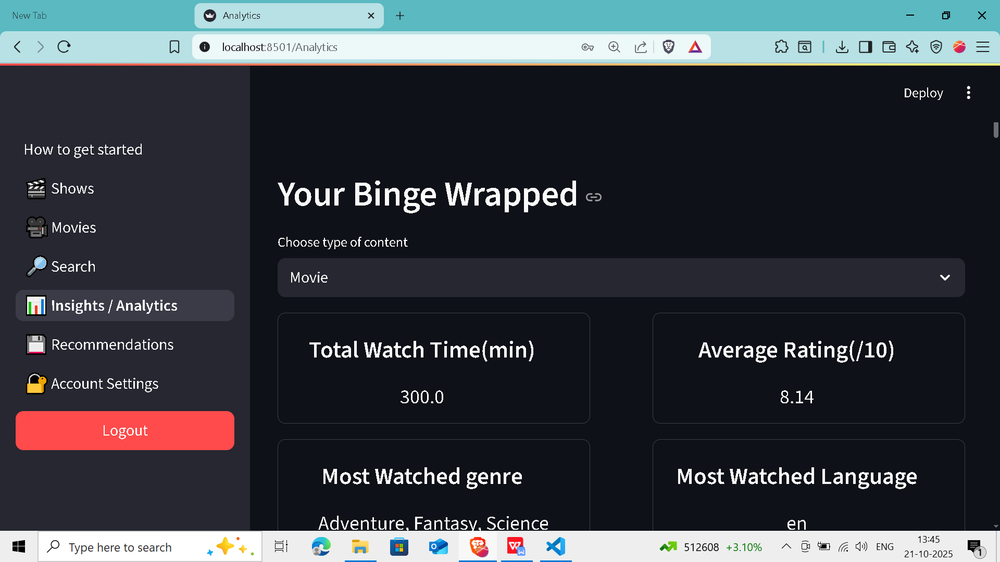 New Tab
Analytics
localhost:8501/Analytics
Deploy
How to get started
Shows
Movies
Search
Insights / Analytics
Recommendations
Account Settings
Logout
Your Binge Wrapped
Choose type of content
Movie
Total Watch Time(min)
300.0
Average Rating(/10)
8.14
Most Watched genre
Adventure, Fantasy, Science
Most Watched Language
en
Type here to search
512608 +3.10%
ENG
13:45
21-10-2025
1